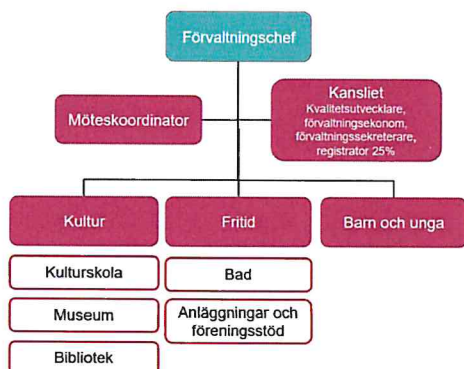 Förvaltningschef
Möteskoordinator
Kansliet
Kvalitetsutvecklare,
förvaltningsekonom,
förvaltningssekreterare,
registrator 25%
Kultur
Fritid
Barn och unga
Kulturskola
Bad
Museum
Anläggningar och
föreningsstöd
Bibliotek